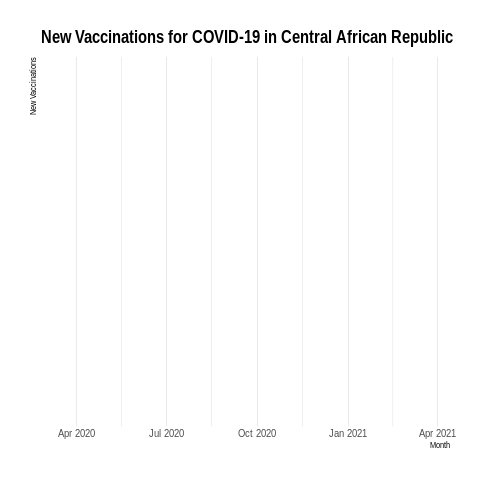 New Vaccinations for COVID-19 in Central African Republic
New Vaccinations
Apr 2020 Jul 2020 Oct 2020 Jan 2021 Apr 2021
Month